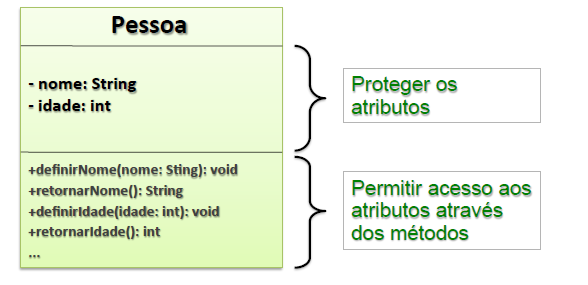 Pessoa
- nome: String
- idade: int
Proteger os
atributos
+definirNome(nome: Sting): void
+retornarNome(): String
+definirIdade(idade: int): void
+retornarIdade(): int
...
Permitir acesso aos
atributos através
dos métodos